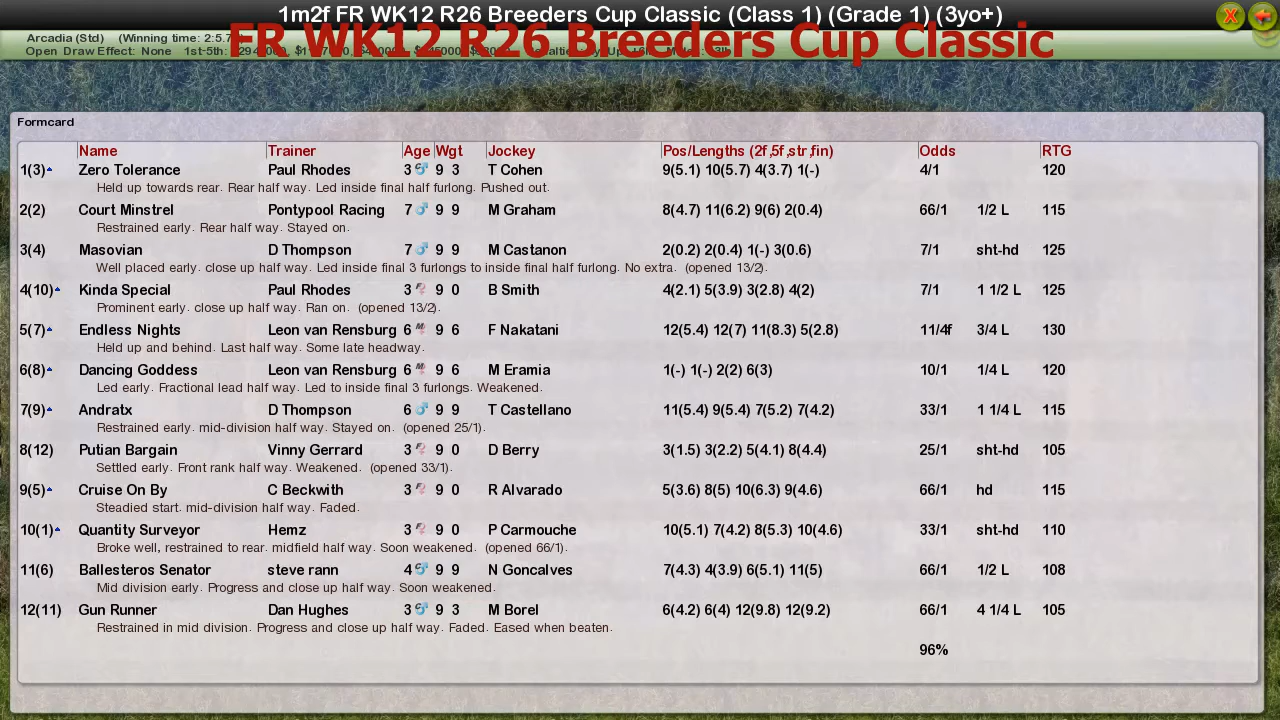 1m2f FR WK12 R26 Breeders Cup Classic (Class 1) (Grade 1) (3yo+)
FR WK12 R26 Breeders Cup Classic
Arcadia (Std) (Winning time: 2:5.7
Open Draw Effect: None 1st-5th:
Formcard
Name Trainer Age Wgt Jockey Pos/Lengths (2f,5f,str,fin) Odds RTG
1(3) Zero Tolerance Paul Rhodes 3 9 3 T Cohen 9(5.1) 10(5.7) 4(3.7) 1(-) 4/1 120
Held up towards rear. Rear half way. Led inside final half furlong. Pushed out.
2(2) Court Minstrel Pontypool Racing 7 9 9 M Graham 8(4.7) 11(6.2) 9(6) 2(0.4) 66/1 1/2 L 115
Restrained early. Rear half way. Stayed on.
3(4) Masovian D Thompson 7 9 9 M Castanon 2(0.2) 2(0.4) 1(-) 3(0.6) 7/1 sht-hd 125
Well placed early. close up half way. Led inside final 3 furlongs to inside final half furlong. No extra. (opened 13/2).
4(10) Kinda Special Paul Rhodes 3 9 0 B Smith 4(2.1) 5(3.9) 3(2.8) 4(2) 7/1 1 1/2 L 125
Prominent early. close up half way. Ran on. (opened 13/2).
5(7) Endless Nights Leon van Rensburg 6 9 6 F Nakatani 12(5.4) 12(7) 11(8.3) 5(2.8) 11/4f 3/4 L 130
Held up and behind. Last half way. Some late headway.
6(8) Dancing Goddess Leon van Rensburg 6 9 6 M Eramia 1(-) 1(-) 2(2) 6(3) 10/1 1/4 L 120
Led early. Fractional lead half way. Led to inside final 3 furlongs. Weakened.
7(9) Andratx D Thompson 6 9 9 T Castellano 11(5.4) 9(5.4) 7(5.2) 7(4.2) 33/1 1 1/4 L 115
Restrained early. mid-division half way. Stayed on. (opened 25/1).
8(12) Putian Bargain Vinny Gerrard 3 9 0 D Berry 3(1.5) 3(2.2) 5(4.1) 8(4.4) 25/1 sht-hd 105
Settled early. Front rank half way. Weakened. (opened 33/1).
9(5) Cruise On By C Beckwith 3 9 0 R Alvarado 5(3.6) 8(5) 10(6.3) 9(4.6) 66/1 hd 115
Steadied start. mid-division half way. Faded.
10(1) Quantity Surveyor Hemz 3 9 0 P Carmouche 10(5.1) 7(4.2) 8(5.3) 10(4.6) 33/1 sht-hd 110
Broke well, restrained to rear. midfield half way. Soon weakened. (opened 66/1).
11(6) Ballesteros Senator steve rann 4 9 9 N Goncalves 7(4.3) 4(3.9) 6(5.1) 11(5) 66/1 1/2 L 108
Mid division early. Progress and close up half way. Soon weakened.
12(11) Gun Runner Dan Hughes 3 9 3 M Borel 6(4.2) 6(4) 12(9.8) 12(9.2) 66/1 4 1/4 L 105
Restrained in mid division. Progress and close up half way. Faded. Eased when beaten.
96%